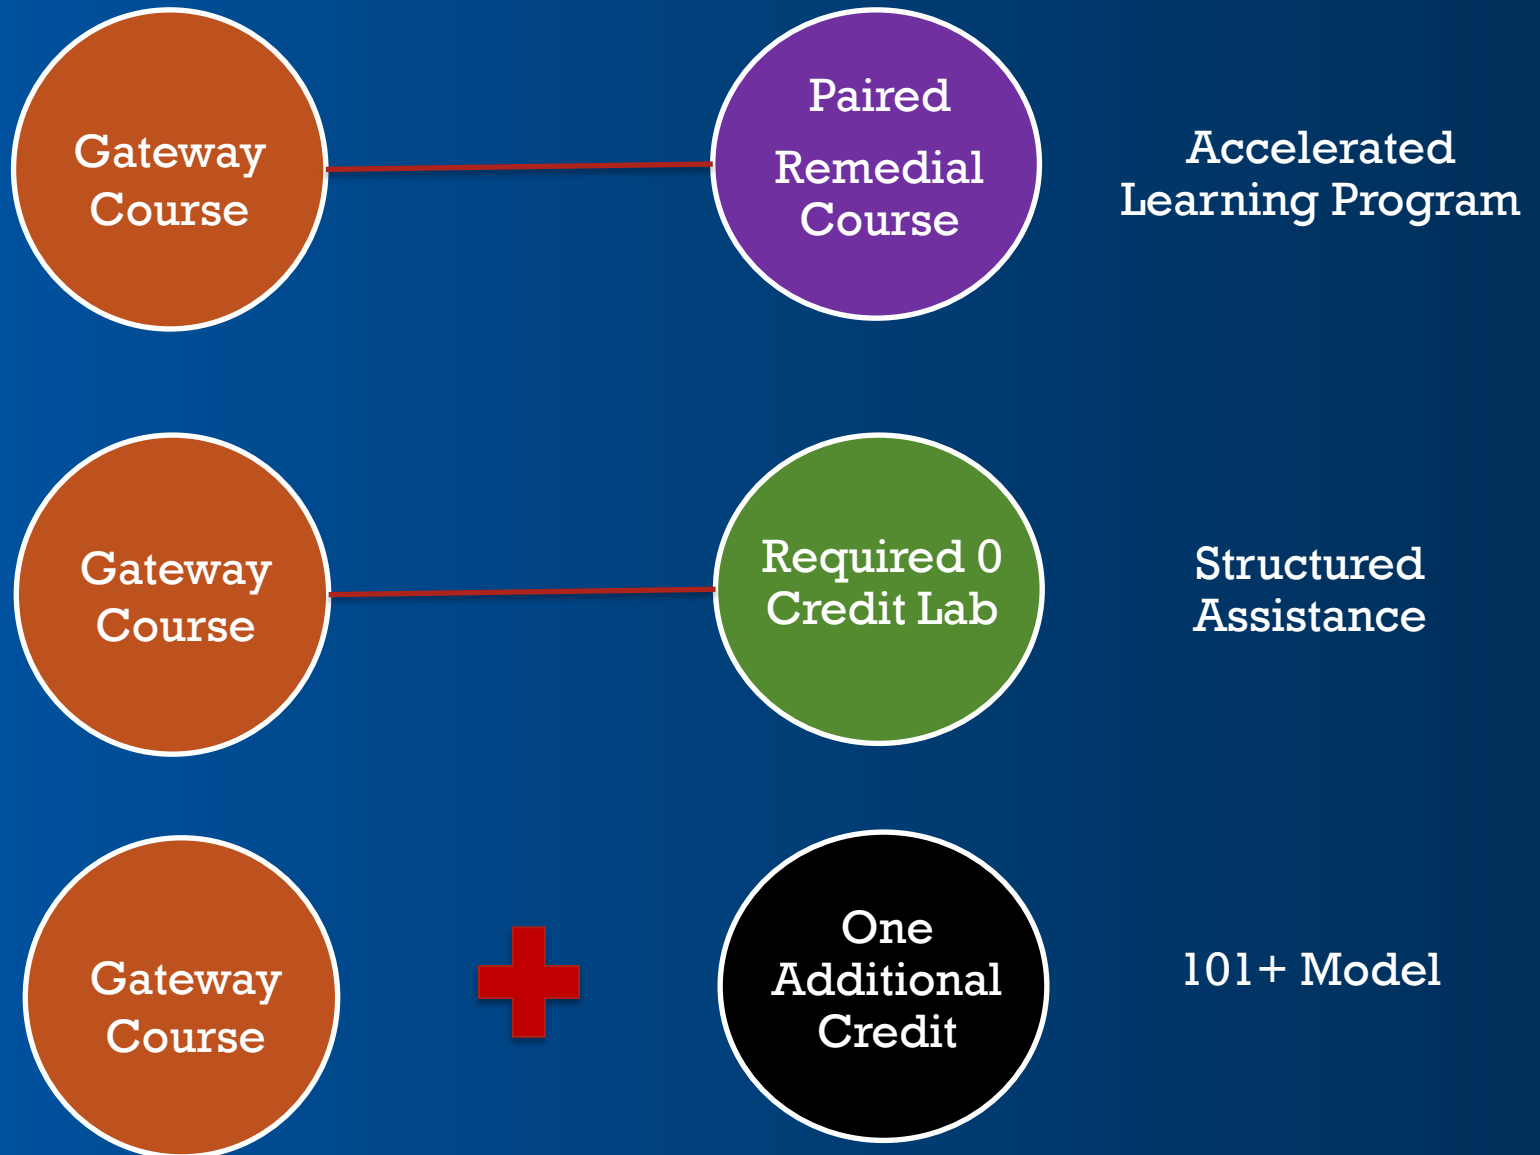 Gateway
Course
Paired
Remedial
Course
Accelerated
Learning Program
Gateway
Course
Required 0
Credit Lab
Structured
Assistance
Gateway
Course
One
Additional
Credit
101+ Model